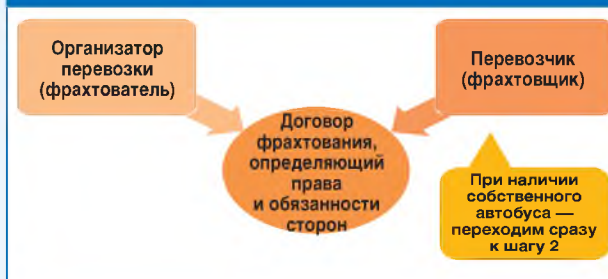 Организатор
перевозки
(фрахтователь)
Перевозчик
(фрахтовщик)
Договор
фрахтования,
определяющий
права
и обязанности
сторон
При наличии
собственного
автобуса —
переходим сразу
к шагу 2